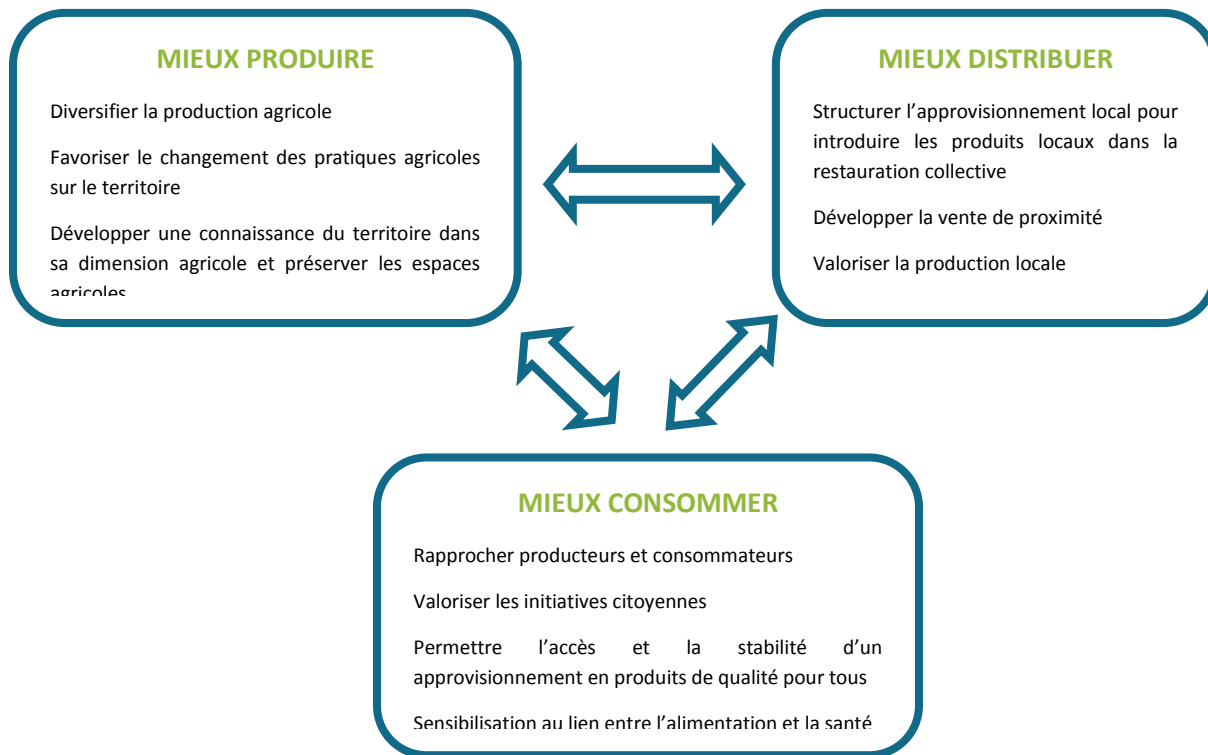 MIEUX PRODUIRE
Diversifier la production agricole
Favoriser le changement des pratiques agricoles
sur le territoire
Développer une connaissance du territoire dans
sa dimension agricole et préserver les espaces
agricoles
MIEUX DISTRIBUER
Structurer l’approvisionnement local pour
introduire les produits locaux dans la
restauration collective
Développer la vente de proximité
Valoriser la production locale
MIEUX CONSOMMER
Rapprocher producteurs et consommateurs
Valoriser les initiatives citoyennes
Permettre l’accès et la stabilité d’un
approvisionnement en produits de qualité pour tous
Sensibilisation au lien entre l’alimentation et la santé